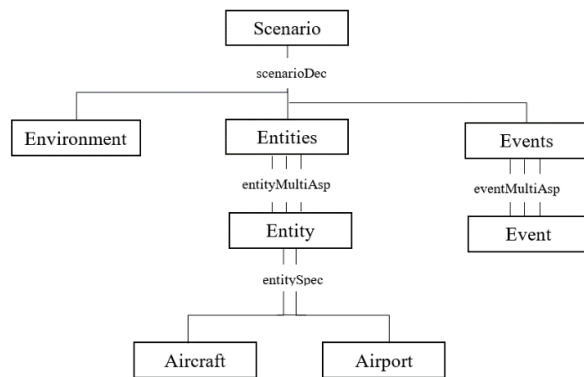 Scenario
scenarioDec
Environment
Entities
Events
entityMultiAsp
eventMultiAsp
Entity
Event
entitySpec
Aircraft
Airport